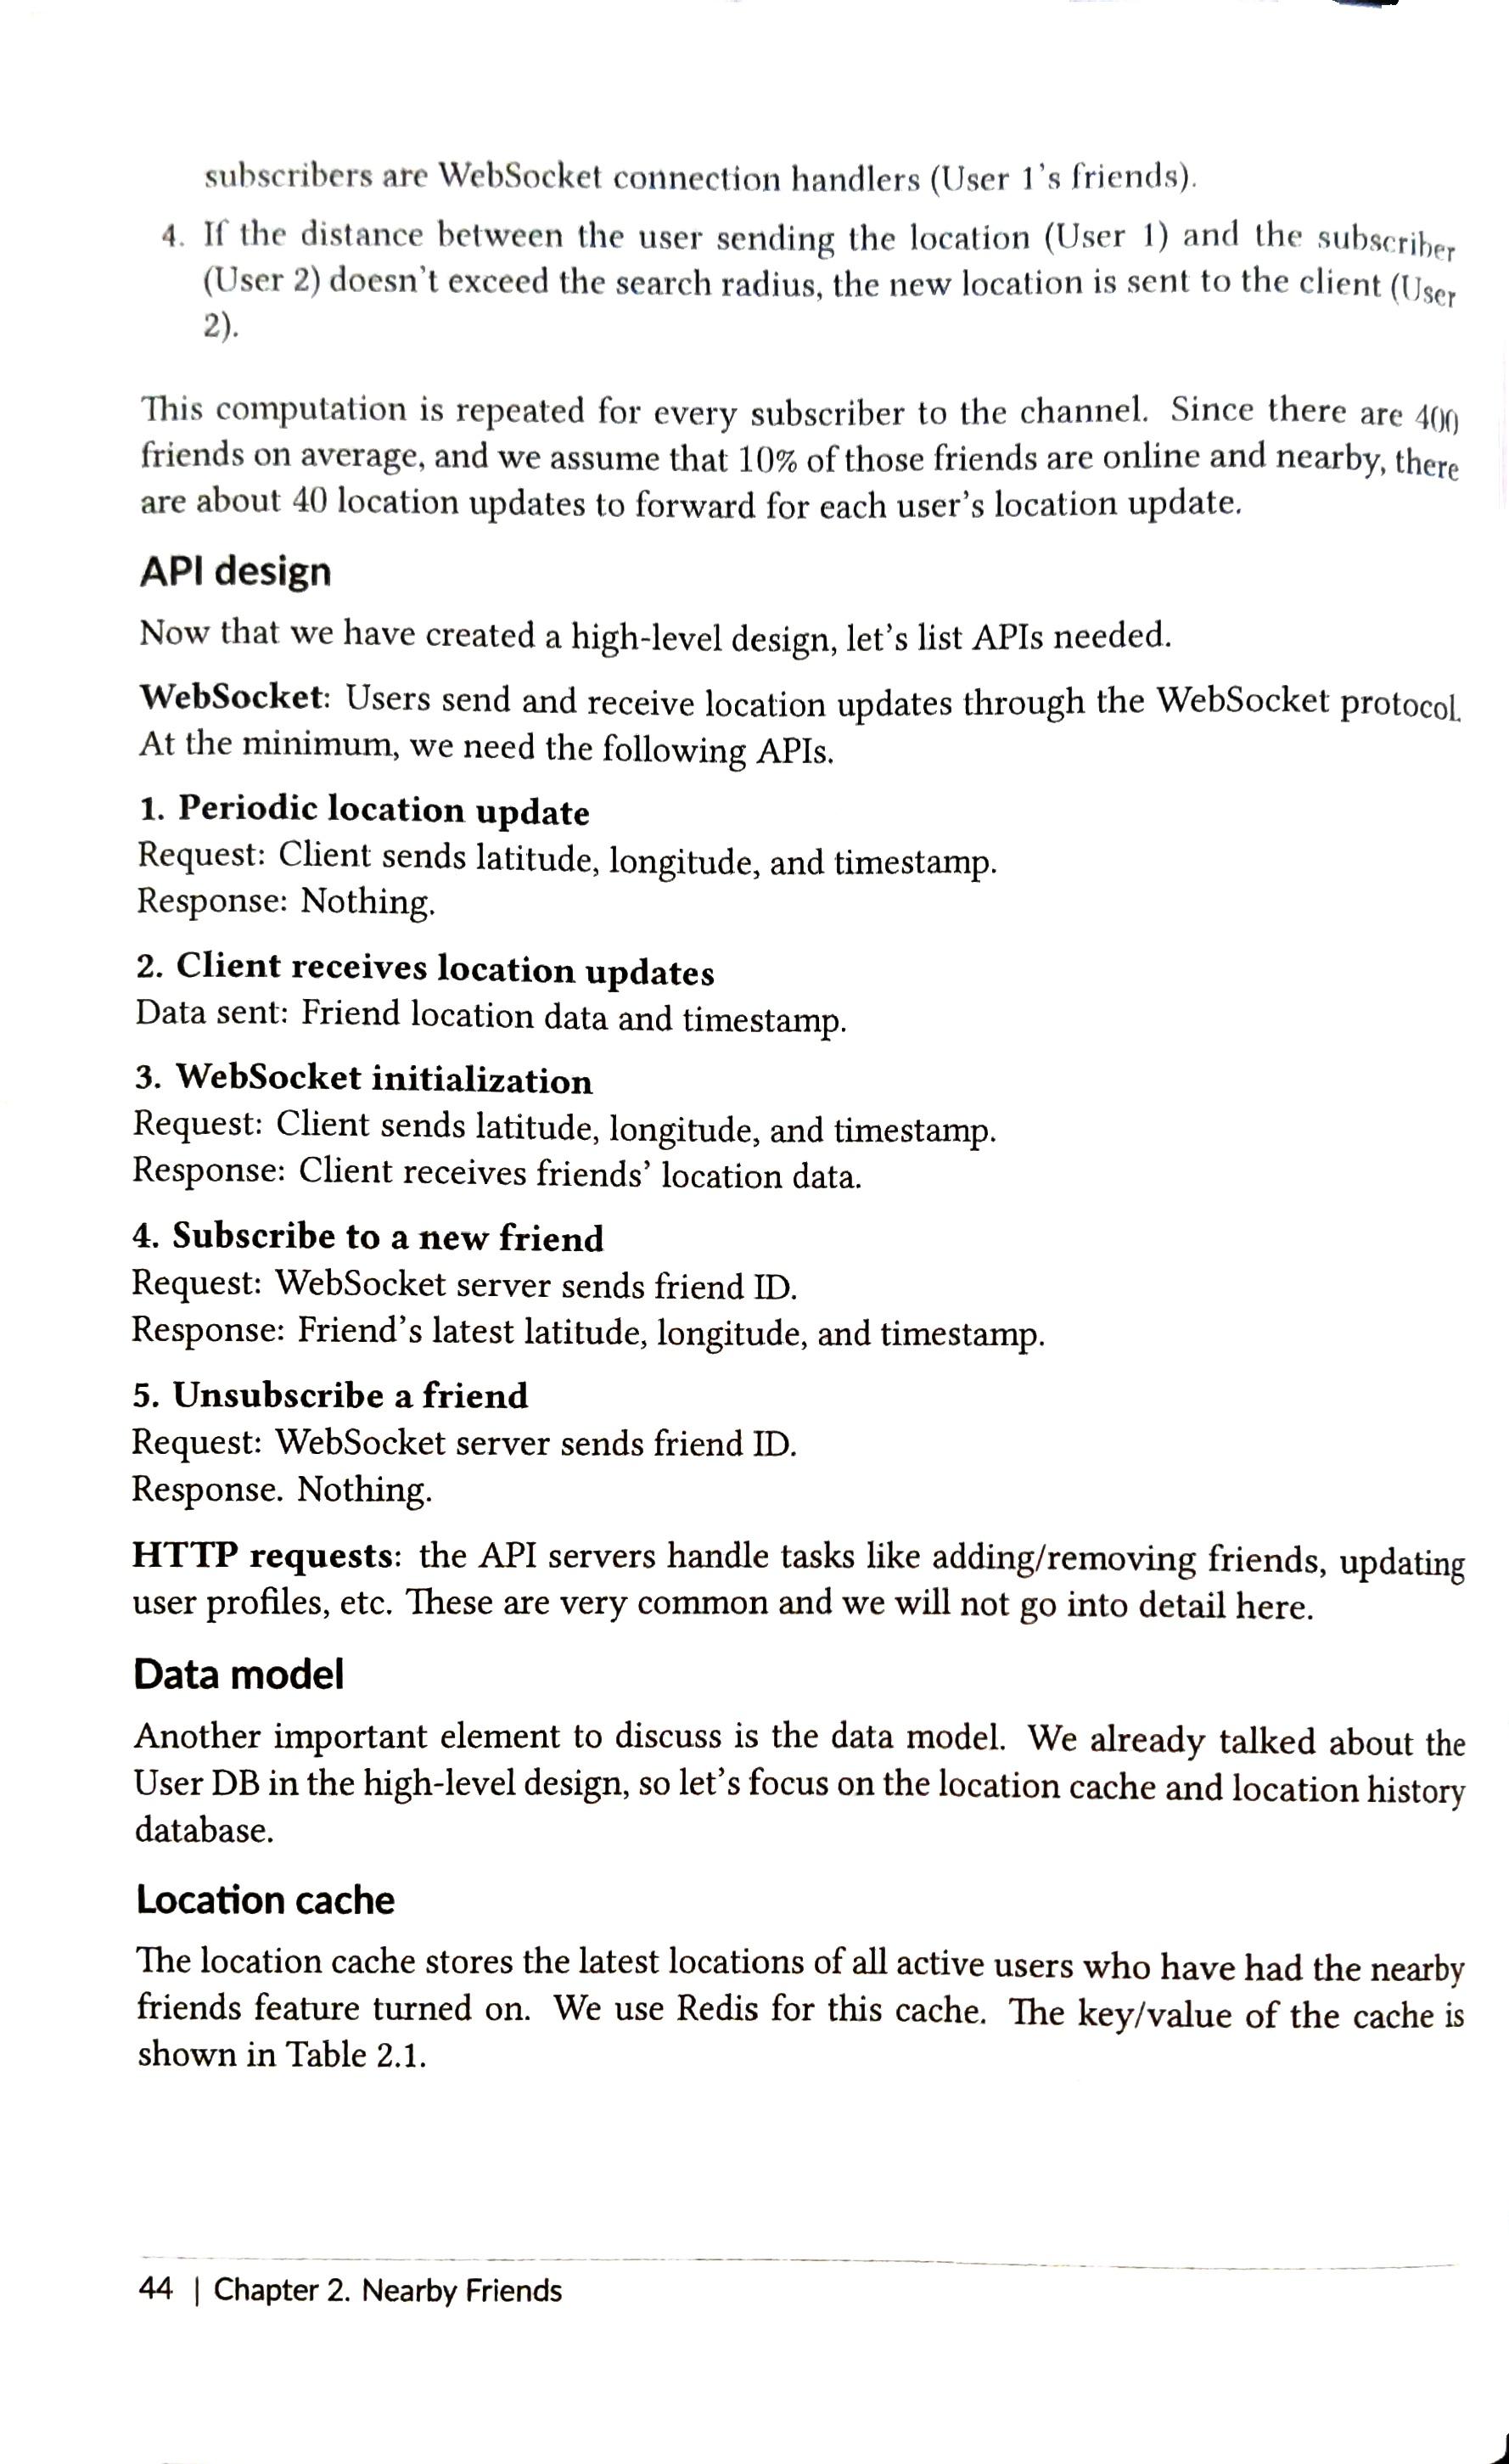 subscribers are WebSocket connection handlers (User 1's friends).
4. If the distance between the user sending the location (User 1) and the subscriber
(User 2) doesn't exceed the search radius, the new location is sent to the client (User
2).
This computation is repeated for every subscriber to the channel. Since there are 400
friends on average, and we assume that 10% of those friends are online and nearby, there
are about 40 location updates to forward for each user's location update.
API design
Now that we have created a high-level design, let's list APIs needed.
WebSocket: Users send and receive location updates through the WebSocket protocol.
At the minimum, we need the following APIs.
1. Periodic location update
Request: Client sends latitude, longitude, and timestamp.
Response: Nothing.
2. Client receives location updates
Data sent: Friend location data and timestamp.
3. WebSocket initialization
Request: Client sends latitude, longitude, and timestamp.
Response: Client receives friends' location data.
4. Subscribe to a new friend
Request: WebSocket server sends friend ID.
Response: Friend's latest latitude, longitude, and timestamp.
5. Unsubscribe a friend
Request: WebSocket server sends friend ID.
Response. Nothing.
HTTP requests: the API servers handle tasks like adding/removing friends, updating
user profiles, etc. These are very common and we will not go into detail here.
Data model
Another important element to discuss is the data model. We already talked about the
User DB in the high-level design, so let's focus on the location cache and location history
database.
Location cache
The location cache stores the latest locations of all active users who have had the nearby
friends feature turned on. We use Redis for this cache. The key/value of the cache is
shown in Table 2.1.
44 | Chapter 2. Nearby Friends